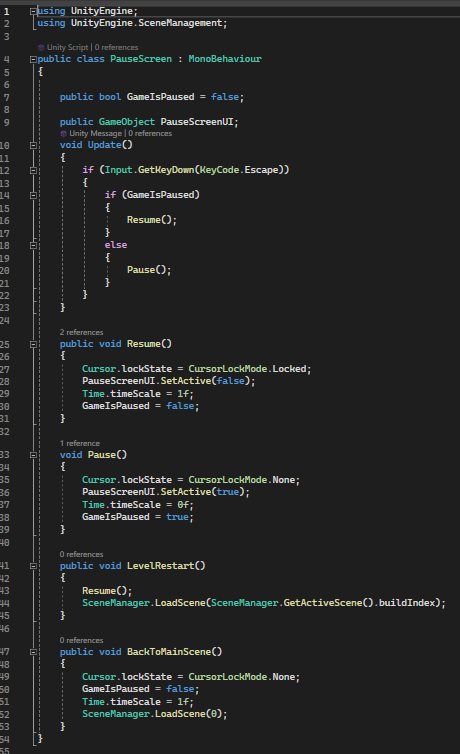 1 using UnityEngine;
2 using UnityEngine.SceneManagement;
3
Unity Script | 0 references
4 public class PauseScreen : MonoBehaviour
5 {
6
7 public bool GameIsPaused = false;
8
9 public GameObject PauseScreenUI;
Unity Message | 0 references
10 void Update()
11 {
12 if (Input.GetKeyDown(KeyCode.Escape))
13 {
14 if (GameIsPaused)
15 {
16 Resume();
17 }
18 else
19 {
20 Pause();
21 }
22 }
23 }
24
2 references
25 public void Resume()
26 {
27 Cursor.lockState = CursorLockMode.Locked;
28 PauseScreenUI.SetActive(false);
29 Time.timeScale = 1f;
30 GameIsPaused = false;
31 }
32
1 reference
33 void Pause()
34 {
35 Cursor.lockState = CursorLockMode.None;
36 PauseScreenUI.SetActive(true);
37 Time.timeScale = 0f;
38 GameIsPaused = true;
39 }
40
0 references
41 public void LevelRestart()
42 {
43 Resume();
44 SceneManager.LoadScene(SceneManager.GetActiveScene().buildIndex);
45 }
46
0 references
47 public void BackToMainScene()
48 {
49 Cursor.lockState = CursorLockMode.None;
50 GameIsPaused = false;
51 Time.timeScale = 1f;
52 SceneManager.LoadScene(0);
53 }
54 }
55